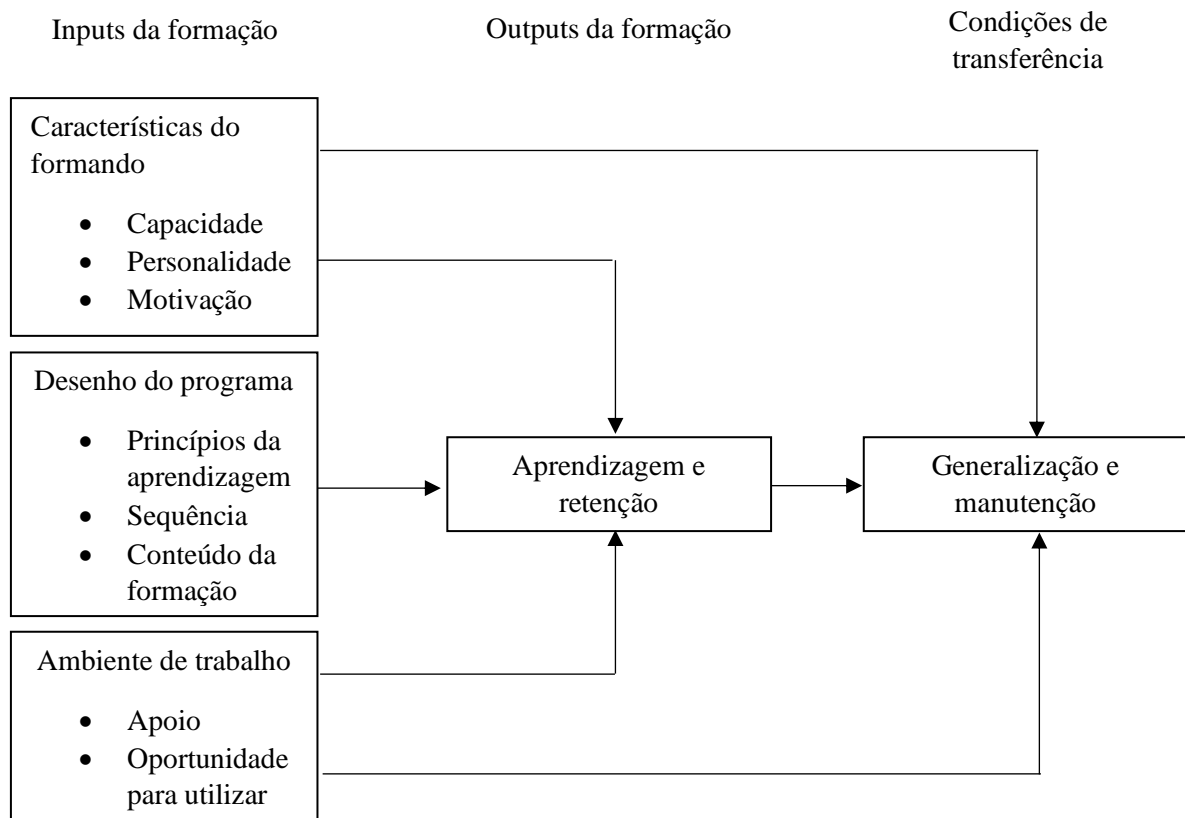 Inputs da formação
Outputs da formação
Condições de
transferência
Características do
formando
• Capacidade
• Personalidade
• Motivação
Desenho do programa
• Princípios da
aprendizagem
• Sequência
• Conteúdo da
formação
Ambiente de trabalho
• Apoio
• Oportunidade
para utilizar
Aprendizagem e
retenção
Generalização e
manutenção